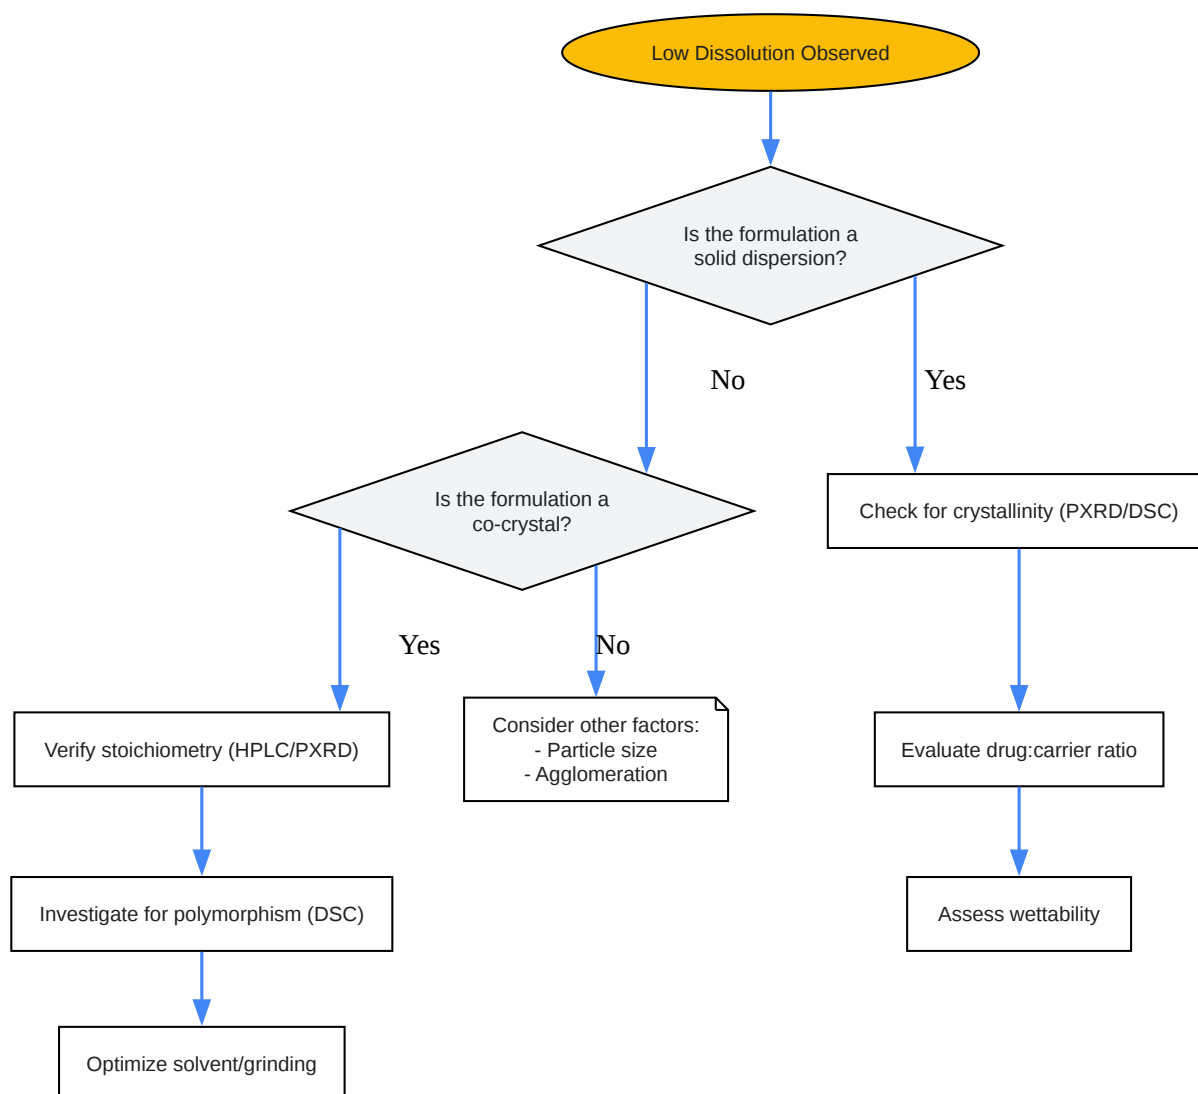 Low Dissolution Observed
Is the formulation a
solid dispersion?
No
Yes
Is the formulation a
co-crystal?
Check for crystallinity (PXRD/DSC)
Yes
No
Verify stoichiometry (HPLC/PXRD)
Consider other factors:
- Particle size
- Agglomeration
Evaluate drug:carrier ratio
Investigate for polymorphism (DSC)
Assess wettability
Optimize solvent/grinding